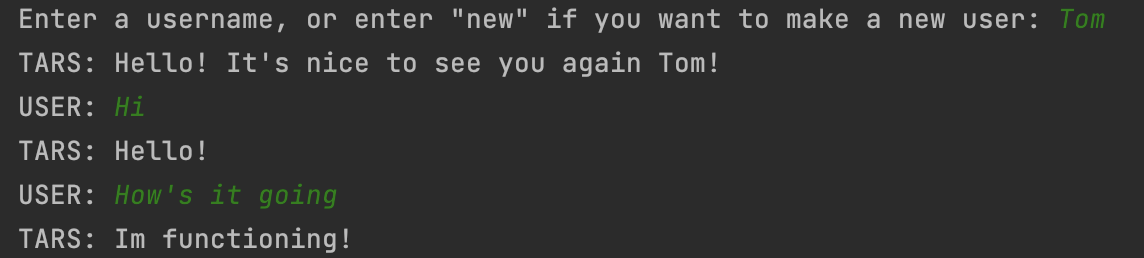 Enter a username, or enter "new" if you want to make a new user: Tom
TARS: Hello! It's nice to see you again Tom!
USER: Hi
TARS: Hello!
USER: How's it going
TARS: Im functioning!